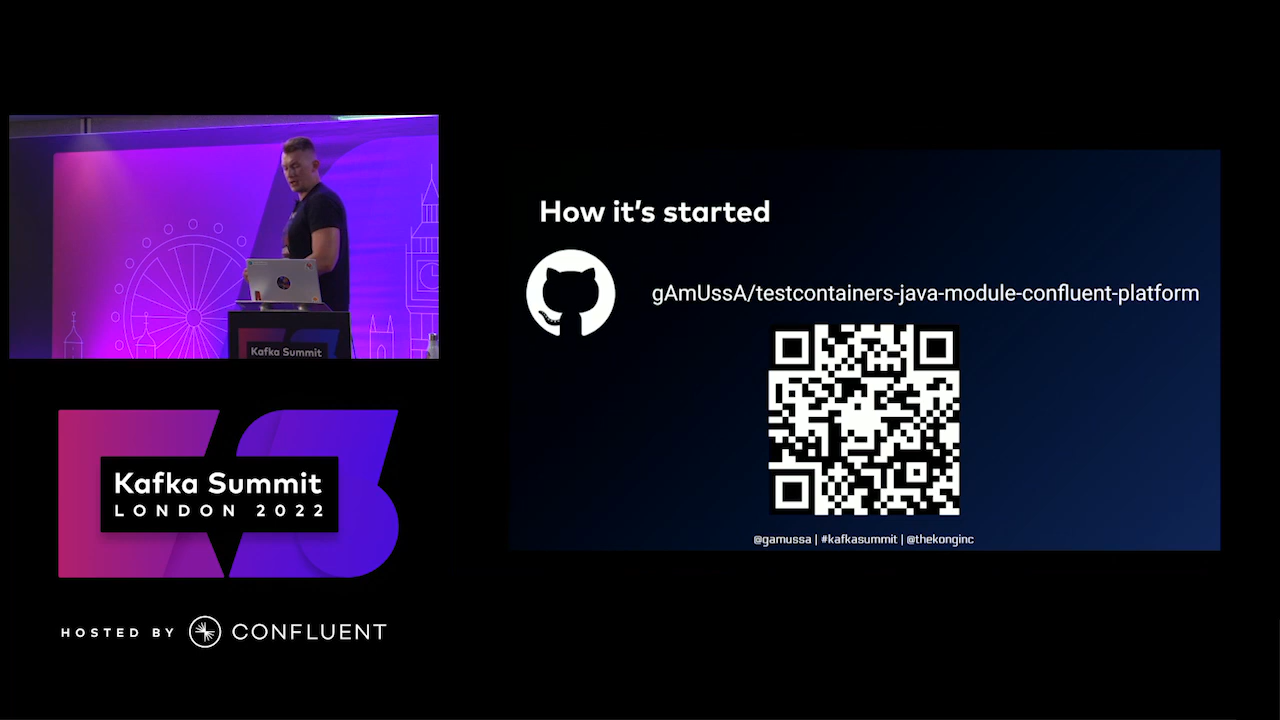 How it's started
gAmUssA/testcontainers-java-module-confluent-platform
@gamussa | #kafkasummit | @thekonginc
Kafka Summit
Kafka Summit
LONDON 2022
HOSTED BY CONFLUENT